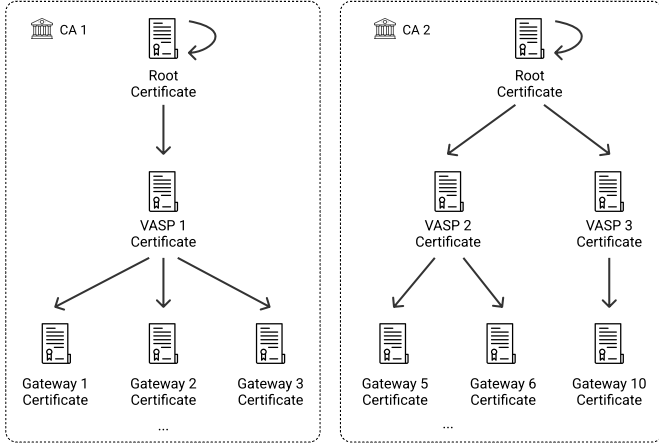 CA 1
Root
Certificate
VASP 1
Certificate
Gateway 1
Certificate
Gateway 2
Certificate
Gateway 3
Certificate
...
CA 2
Root
Certificate
VASP 2
Certificate
VASP 3
Certificate
Gateway 5
Certificate
Gateway 6
Certificate
Gateway 10
Certificate
...